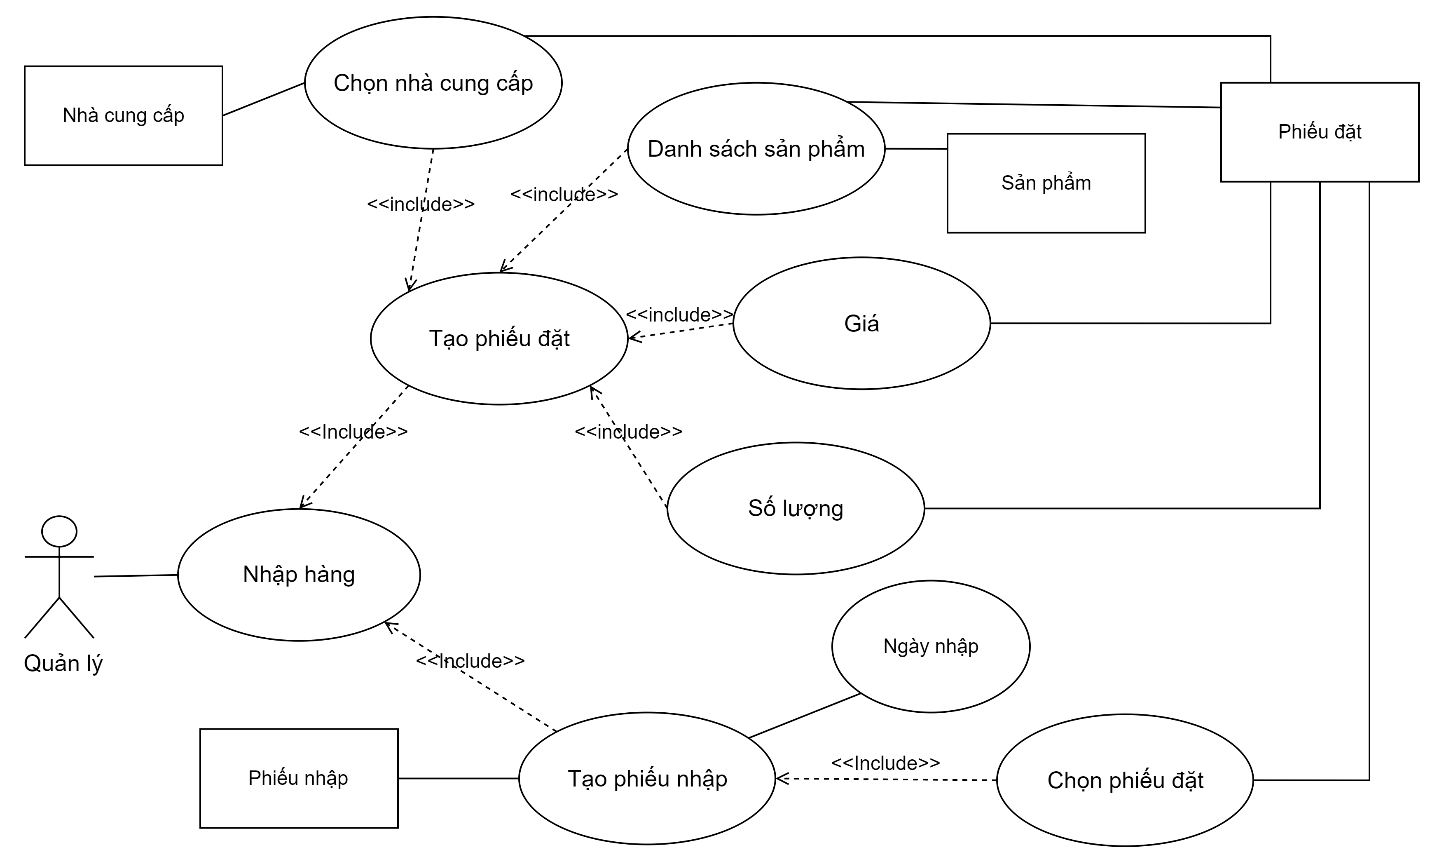 Chọn nhà cung cấp
Nhà cung cấp
Phiếu đặt
Danh sách sản phẩm
Sản phẩm
<<include>>
<<include>>
<<include>>
Giá
Tạo phiếu đặt
<<Include>>
<<include>>
Số lượng
Nhập hàng
Quản lý
<<Include>>
Ngày nhập
Phiếu nhập
Tạo phiếu nhập
<<Include>>
Chọn phiếu đặt